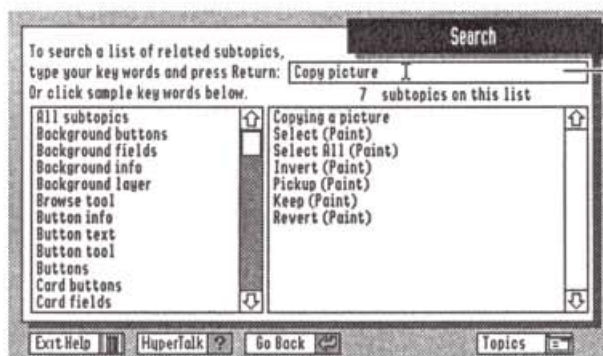 Search
To search a list of related subtopics,
type your key words and press Return:
Copy picture
Or click sample key words below.
7 subtopics on this list
All subtopics
Background buttons
Background fields
Background info
Background layer
Browse tool
Button info
Button text
Button tool
Buttons
Card buttons
Card fields
Copying a picture
Select (Paint)
Select All (Paint)
Invert (Paint)
Pickup (Paint)
Keep (Paint)
Revert (Paint)
Exit Help
HyperTalk ?
Go Back
Topics